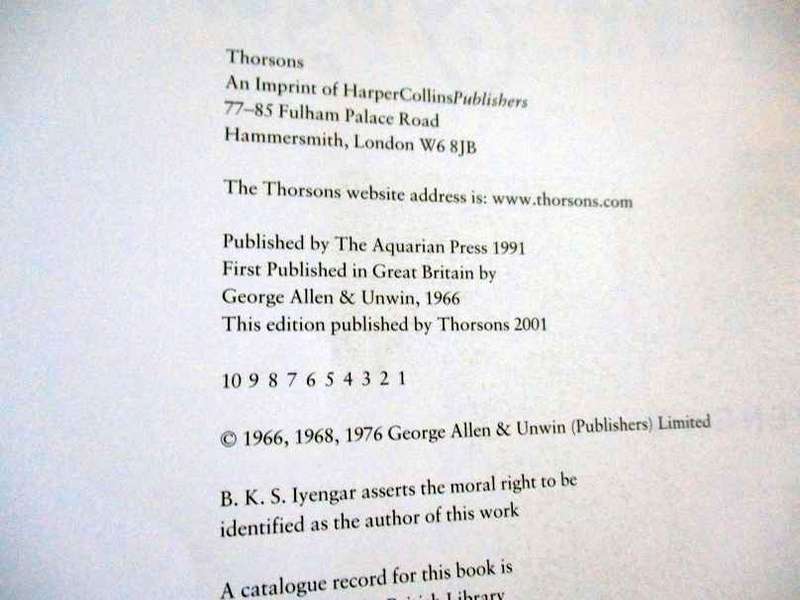 Thorsons
An Imprint of HarperCollinsPublishers
77–85 Fulham Palace Road
Hammersmith, London W6 8JB
The Thorsons website address is: www.thorsons.com
Published by The Aquarian Press 1991
First Published in Great Britain by
George Allen & Unwin, 1966
This edition published by Thorsons 2001
10 9 8 7 6 5 4 3 2 1
© 1966, 1968, 1976 George Allen & Unwin (Publishers) Limited
B. K. S. Iyengar asserts the moral right to be
identified as the author of this work
A catalogue record for this book is
Library